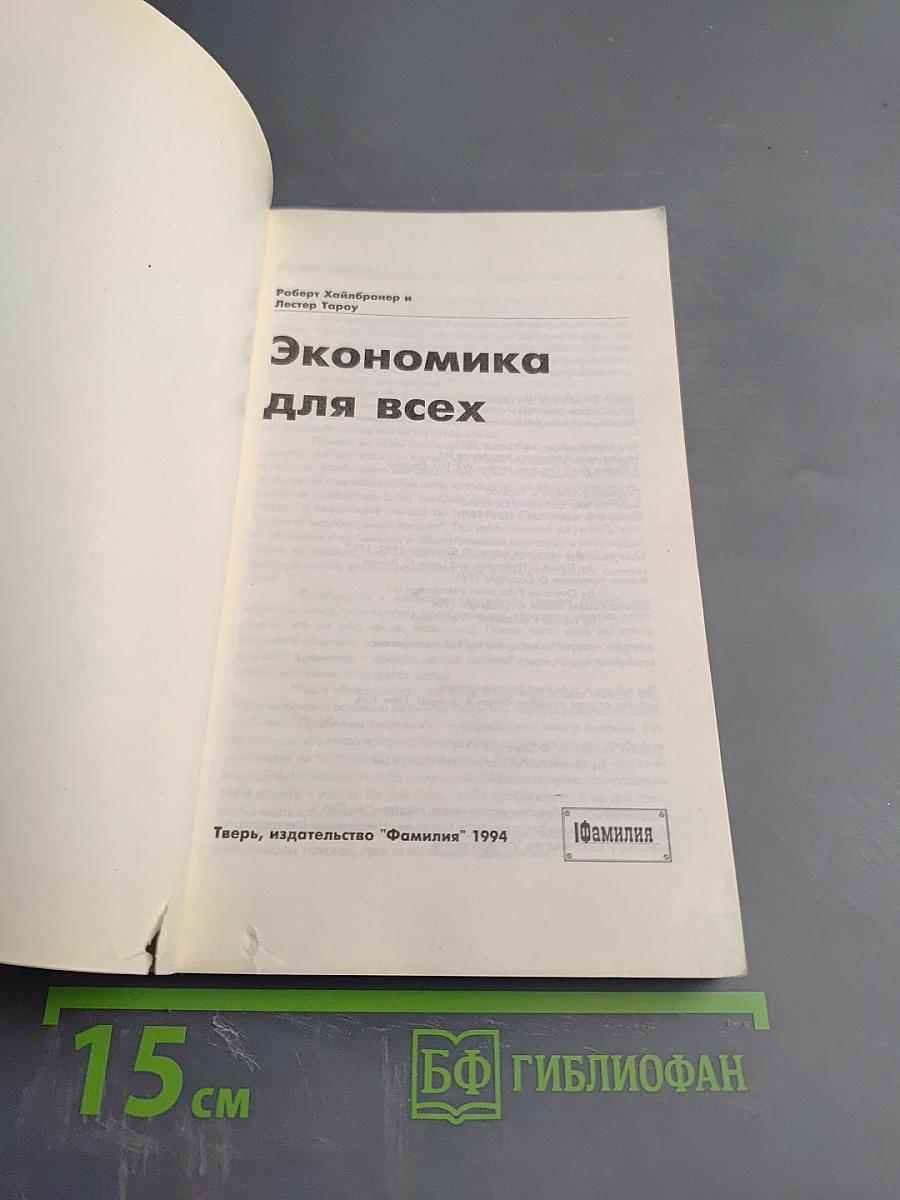 Роберт Хайлбронер и
Лестер Тароу
Экономика
для всех
Тверь, издательство "Фамилия" 1994
Фамилия
15 см
БФ ГИБЛИОФАН